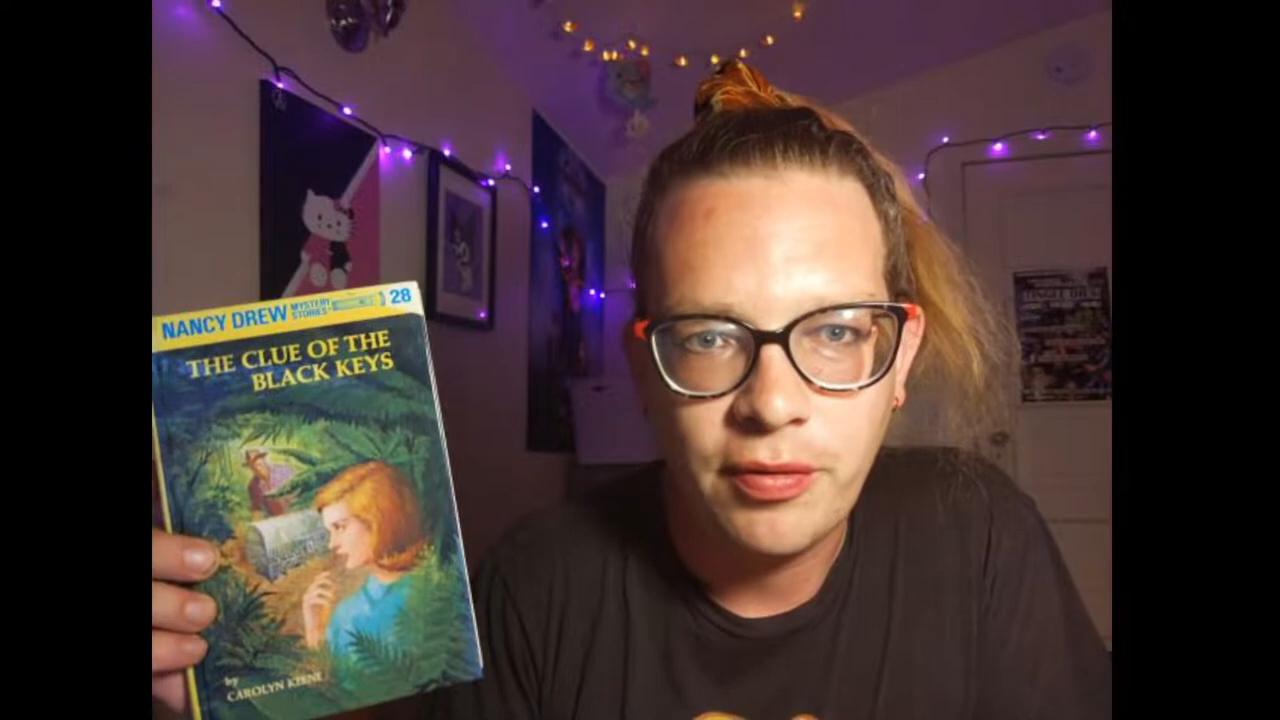 NANCY DREW MYSTERY STORIES 28
THE CLUE OF THE
BLACK KEYS
by
CAROLYN KEENE